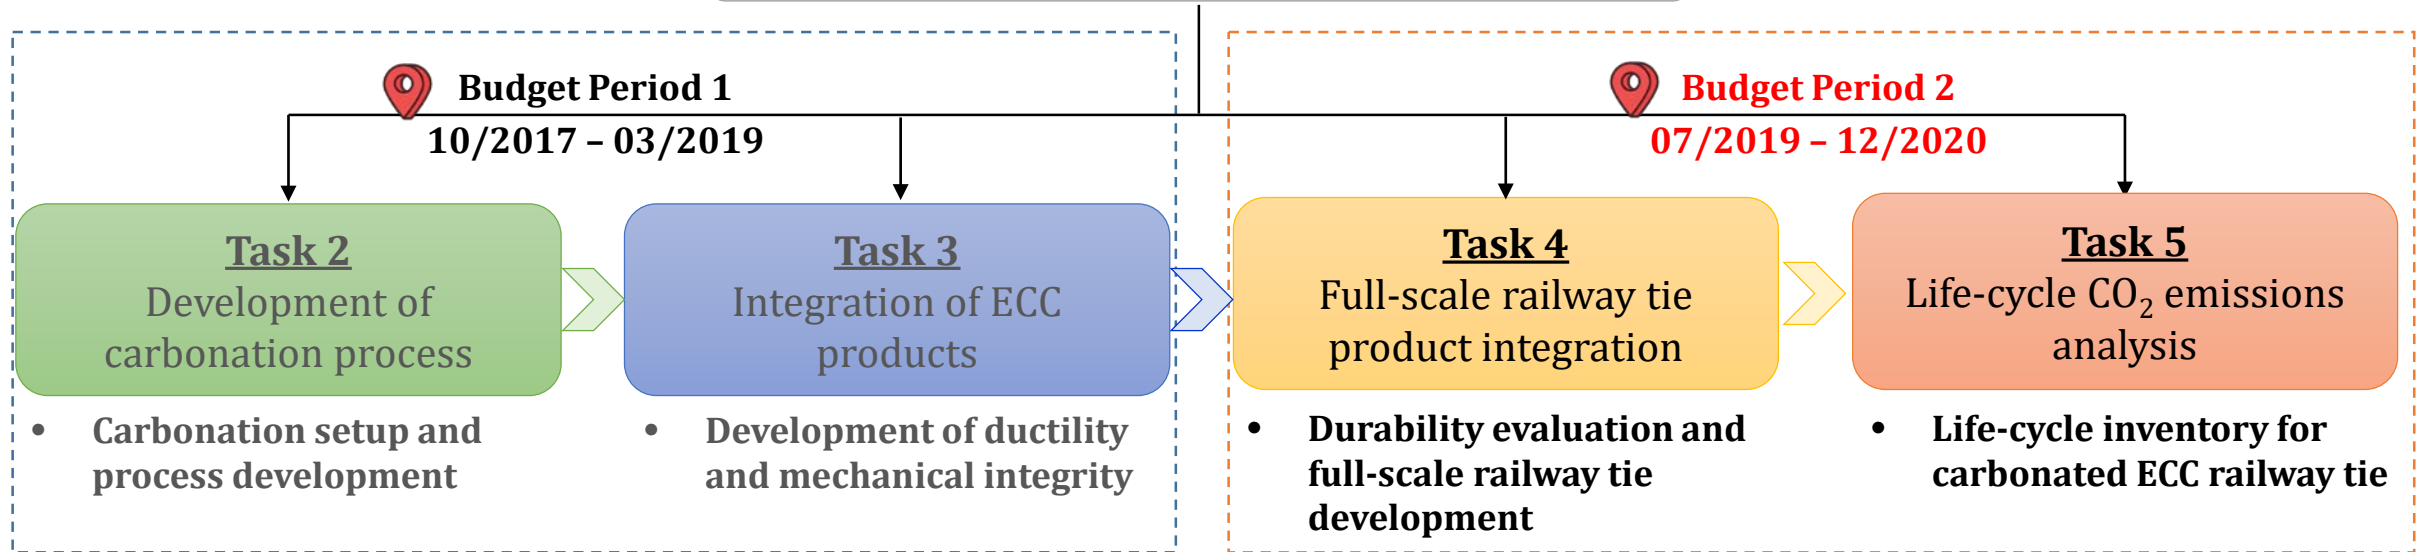 Budget Period 1
10/2017 – 03/2019
Budget Period 2
07/2019 – 12/2020
Task 2
Development of
carbonation process
Task 3
Integration of ECC
products
Task 4
Full-scale railway tie
product integration
Task 5
Life-cycle CO₂ emissions
analysis
• Carbonation setup and
process development
• Development of ductility
and mechanical integrity
• Durability evaluation and
full-scale railway tie
development
• Life-cycle inventory for
carbonated ECC railway tie